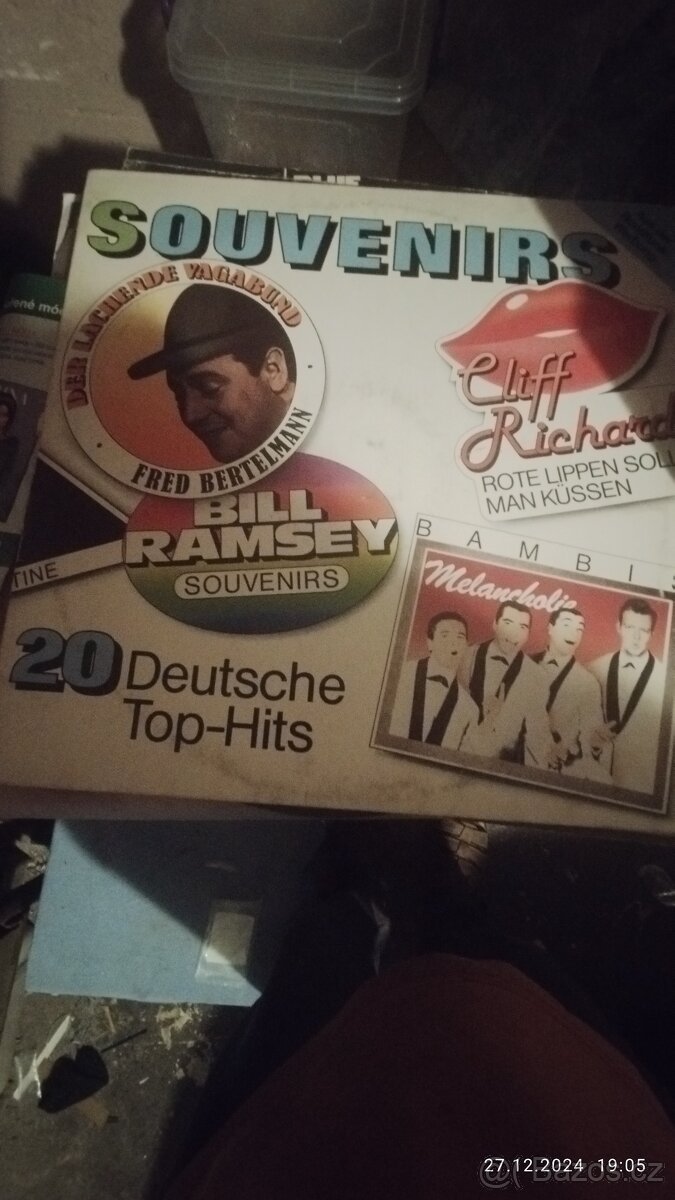 SOUVENIRS
DER LACHENDE VAGABUND
FRED BERTELMANN
Cliff
Richard
ROTE LIPPEN SOLL
MAN KÜSSEN
BILL
RAMSEY
SOUVENIRS
TINE
BAMBIS
Melancholie
20 Deutsche
Top-Hits
27.12.2024 19:05
@ Bazos.cz